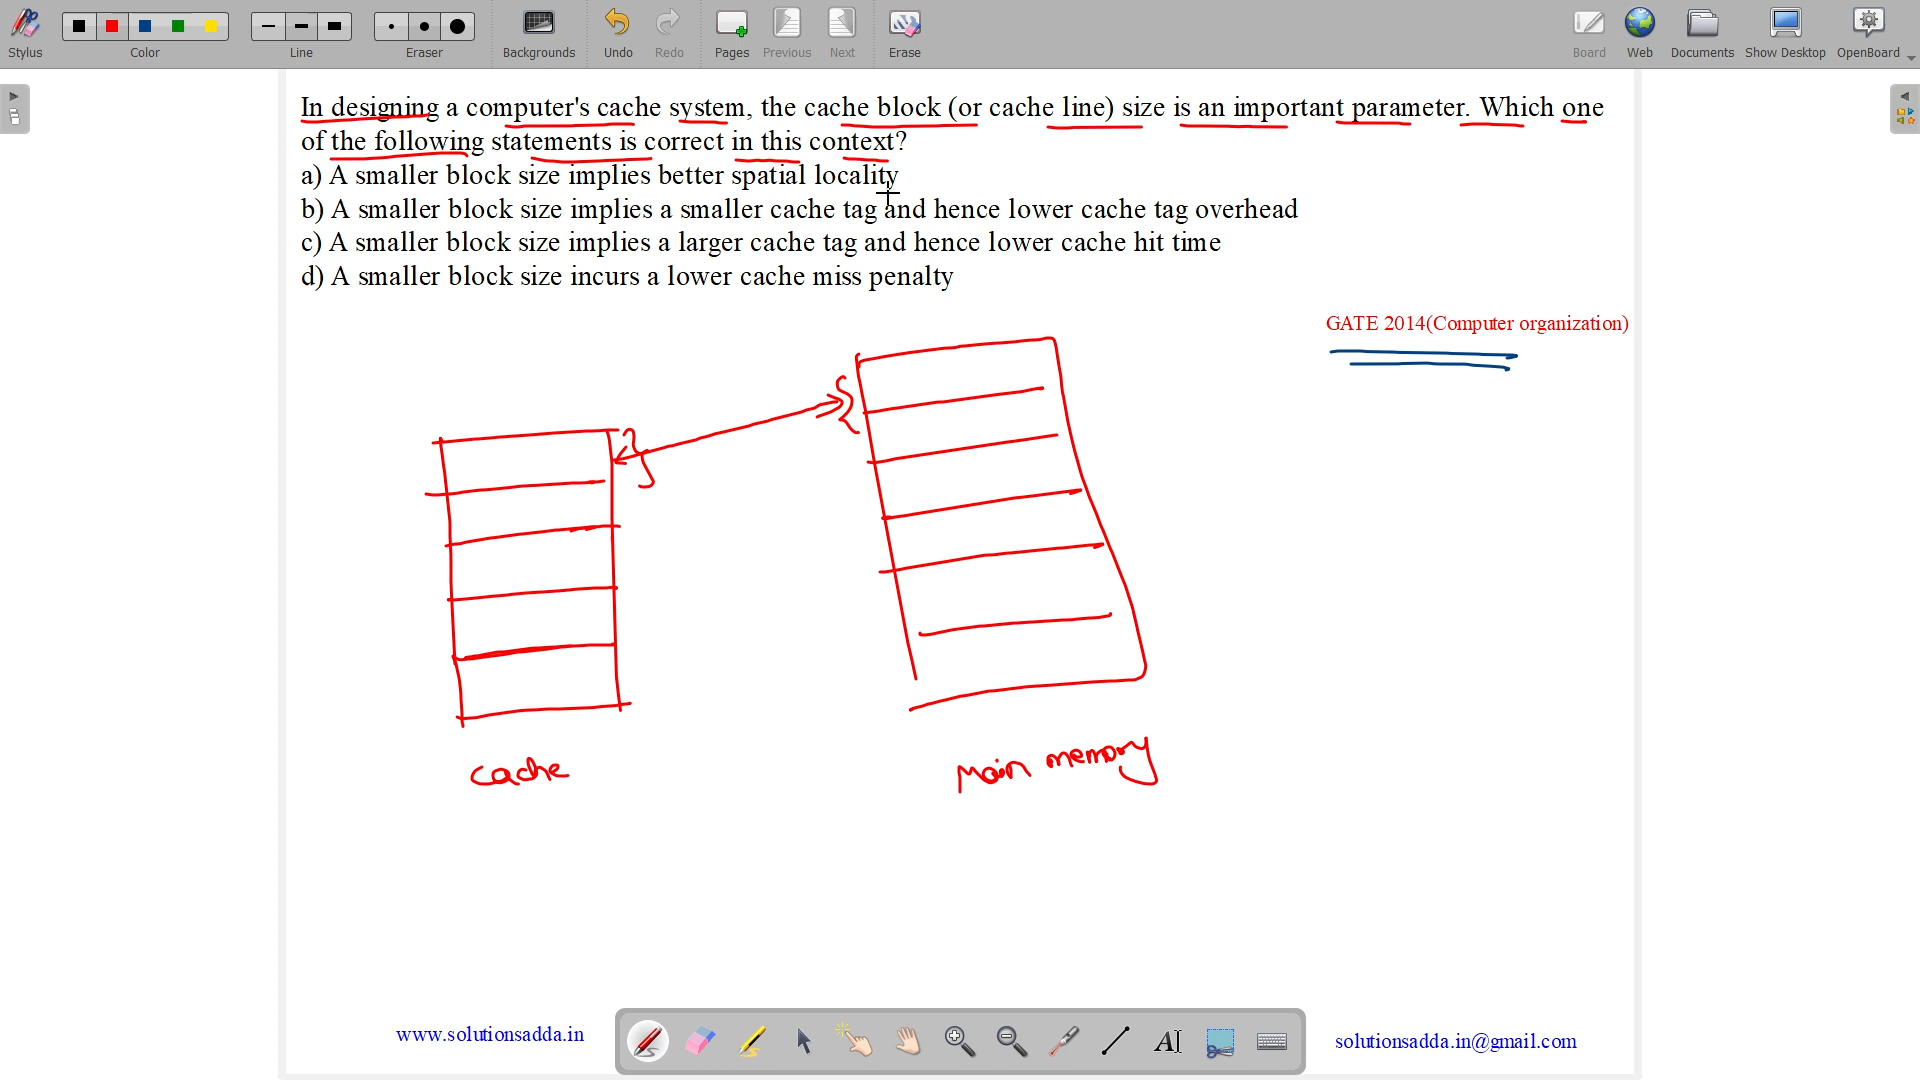 Stylus
Color
Line
Eraser
Backgrounds
Undo
Redo
Pages
Previous
Next
Erase
Board
Web
Documents
Show Desktop
OpenBoard
In designing a computer's cache system, the cache block (or cache line) size is an important parameter. Which one
of the following statements is correct in this context?
a) A smaller block size implies better spatial locality
b) A smaller block size implies a smaller cache tag and hence lower cache tag overhead
c) A smaller block size implies a larger cache tag and hence lower cache hit time
d) A smaller block size incurs a lower cache miss penalty
GATE 2014(Computer organization)
cache
Main memory
www.solutionsadda.in
solutionsadda.in@gmail.com